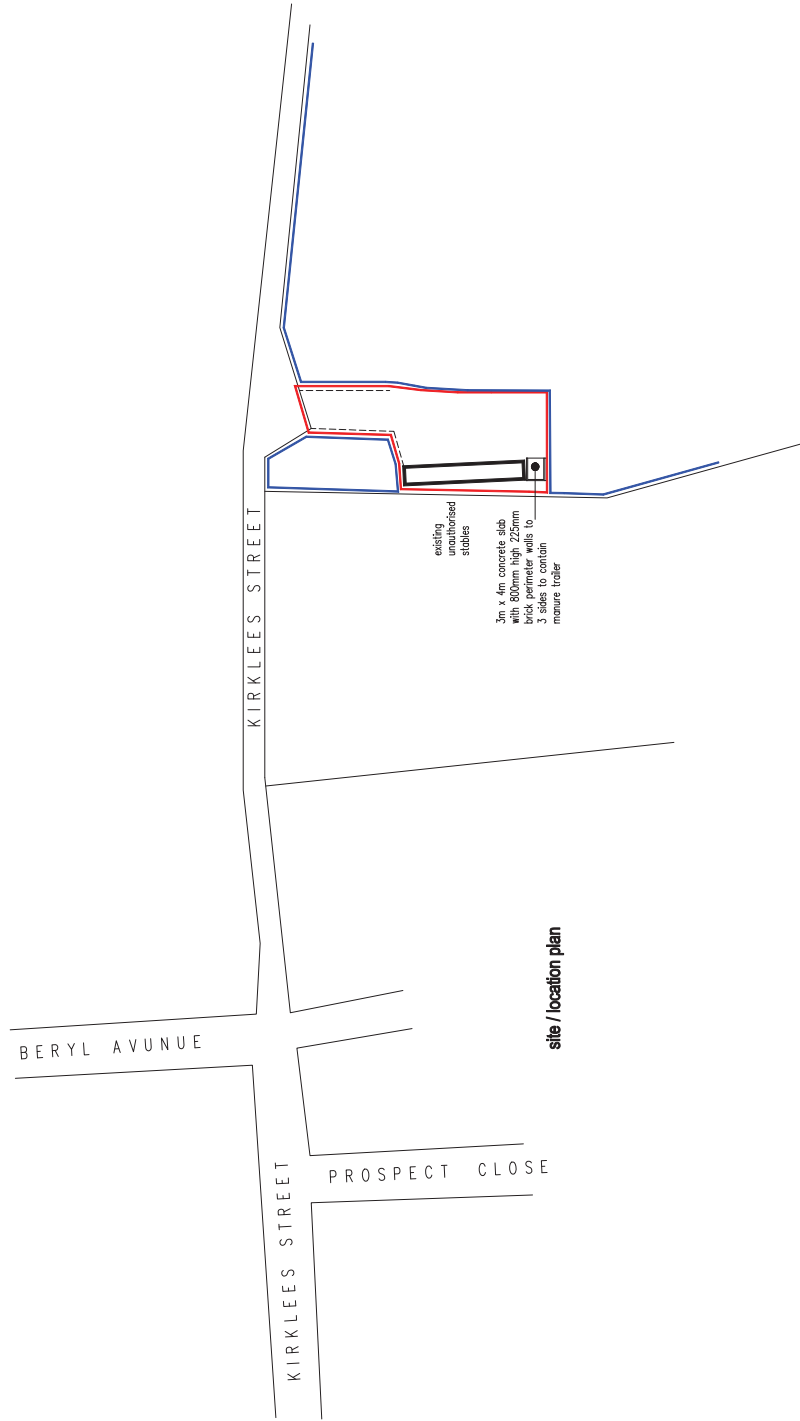 KIRKLEES STREET
existing
unauthorised
stables
3m x 4m concrete slab
with 800mm high 225mm
brick perimeter walls to
3 sides to contain
manure trailer
site / location plan
BERYL AVUNUE
PROSPECT CLOSE
KIRKLEES STREET